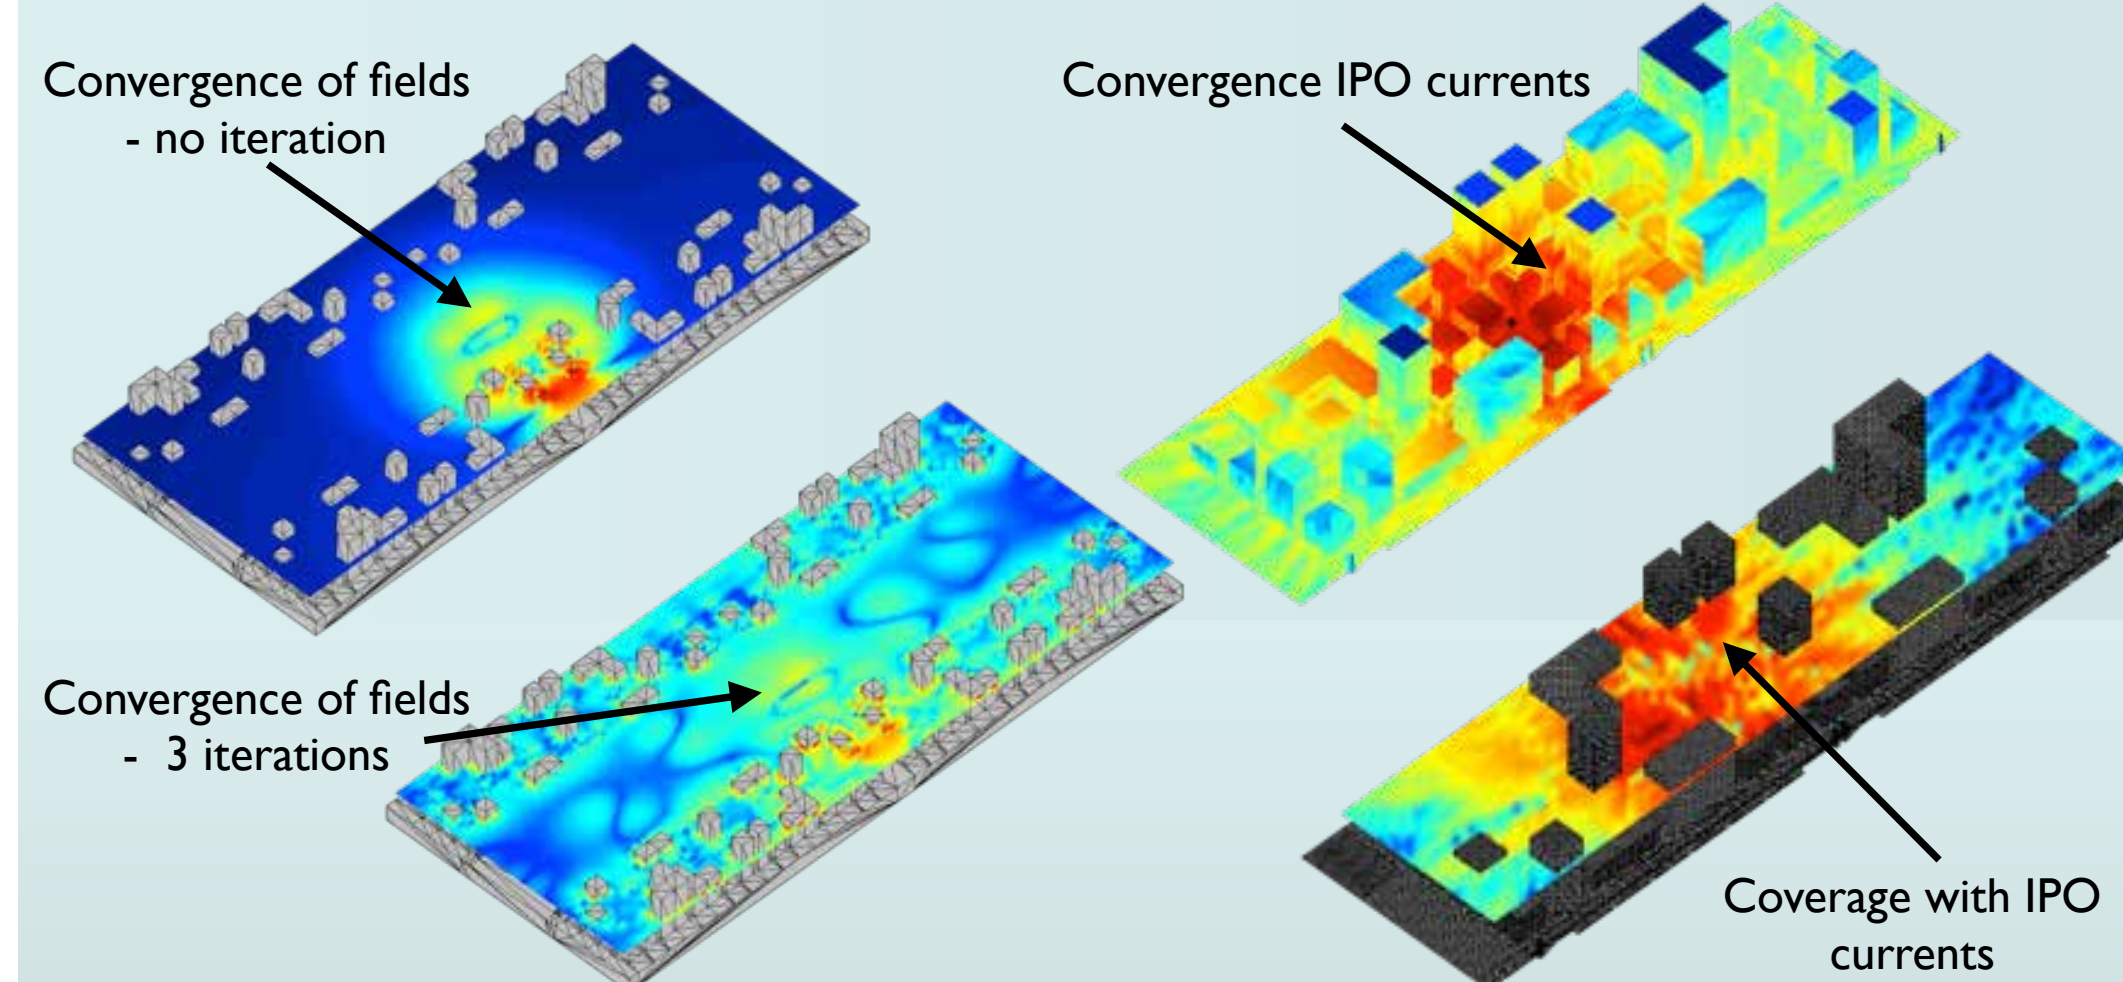 Convergence of fields
- no iteration
Convergence IPO currents
Convergence of fields
- 3 iterations
Coverage with IPO
currents